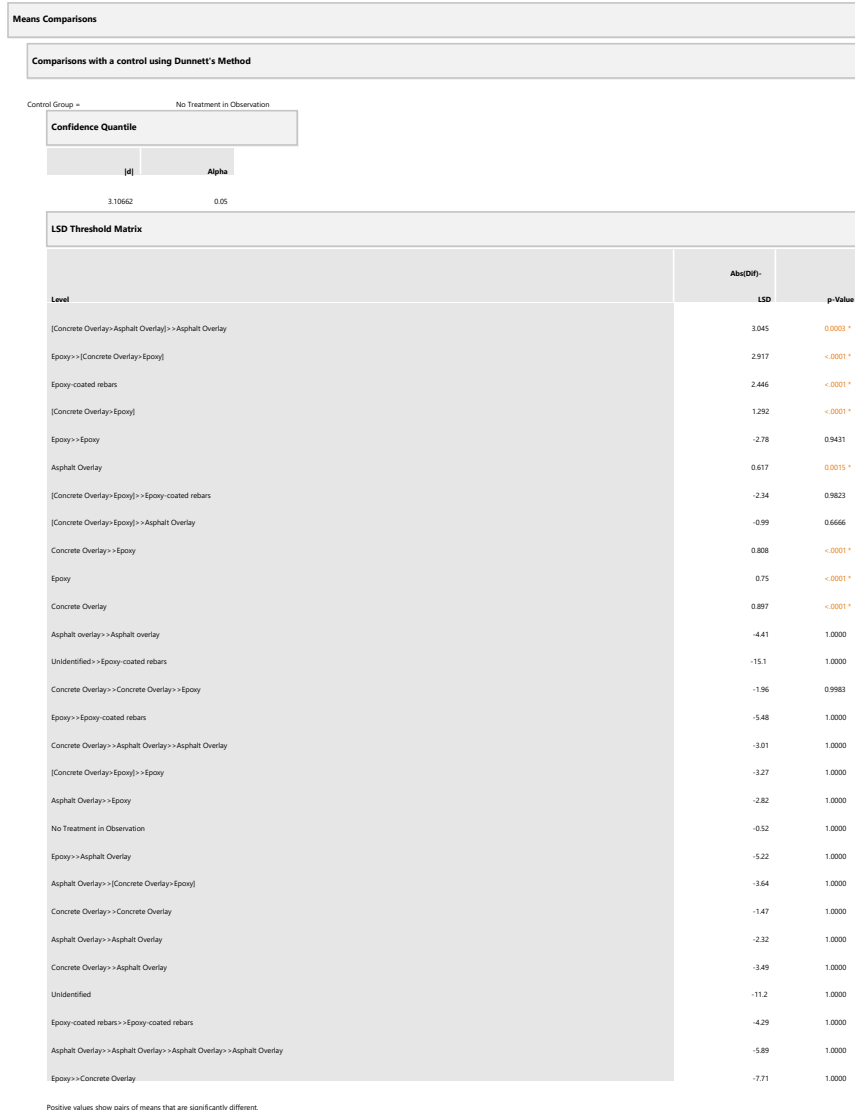 Means Comparisons
Comparisons with a control using Dunnett's Method
Control Group = No Treatment in Observation
Confidence Quantile
|d| Alpha
3.10662 0.05
LSD Threshold Matrix
Abs(Dif)-
Level LSD p-Value
[Concrete Overlay>Asphalt Overlay]>>Asphalt Overlay 3.045 0.0003 *
Epoxy>>[Concrete Overlay>Epoxy] 2.917 <.0001 *
Epoxy-coated rebars 2.446 <.0001 *
[Concrete Overlay>Epoxy] 1.292 <.0001 *
Epoxy>>Epoxy -2.78 0.9431
Asphalt Overlay 0.617 0.0015 *
[Concrete Overlay>Epoxy]>>Epoxy-coated rebars -2.34 0.9823
[Concrete Overlay>Epoxy]>>Asphalt Overlay -0.99 0.6666
Concrete Overlay>>Epoxy 0.808 <.0001 *
Epoxy 0.75 <.0001 *
Concrete Overlay 0.897 <.0001 *
Asphalt overlay>>Asphalt overlay -4.41 1.0000
UnIdentified>>Epoxy-coated rebars -15.1 1.0000
Concrete Overlay>>Concrete Overlay>>Epoxy -1.96 0.9983
Epoxy>>Epoxy-coated rebars -5.48 1.0000
Concrete Overlay>>Asphalt Overlay>>Asphalt Overlay -3.01 1.0000
[Concrete Overlay>Epoxy]>>Epoxy -3.27 1.0000
Asphalt Overlay>>Epoxy -2.82 1.0000
No Treatment in Observation -0.52 1.0000
Epoxy>>Asphalt Overlay -5.22 1.0000
Asphalt Overlay>>[Concrete Overlay>Epoxy] -3.64 1.0000
Concrete Overlay>>Concrete Overlay -1.47 1.0000
Asphalt Overlay>>Asphalt Overlay -2.32 1.0000
Concrete Overlay>>Asphalt Overlay -3.49 1.0000
UnIdentified -11.2 1.0000
Epoxy-coated rebars>>Epoxy-coated rebars -4.29 1.0000
Asphalt Overlay>>Asphalt Overlay>>Asphalt Overlay>>Asphalt Overlay -5.89 1.0000
Epoxy>>Concrete Overlay -7.71 1.0000
Positive values show pairs of means that are significantly different.